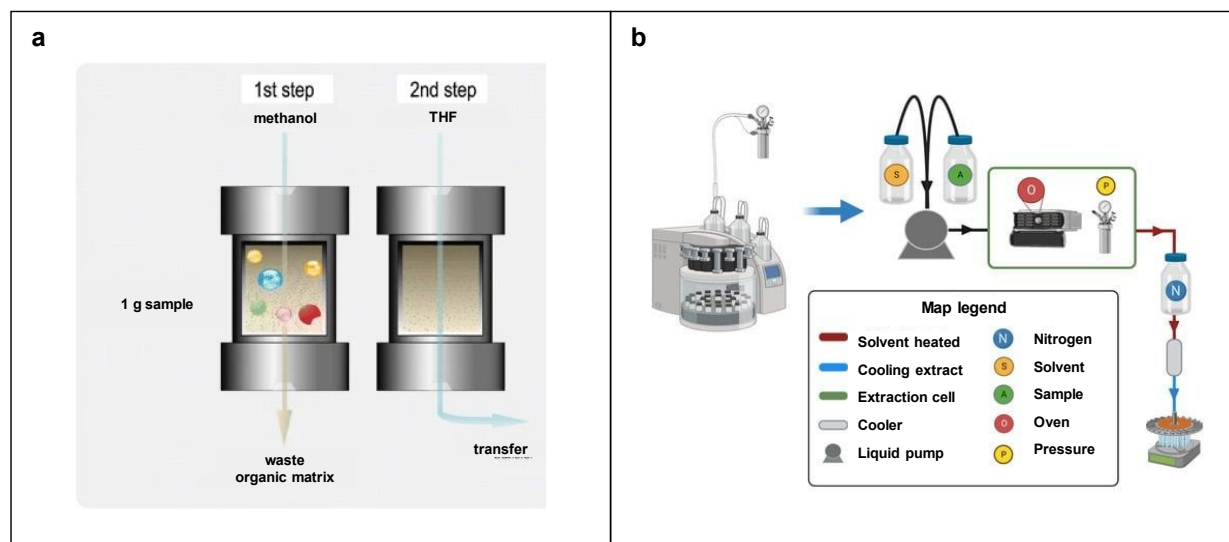 a
1st step
2nd step
methanol
THF
1 g sample
waste
organic matrix
transfer
b
S
A
O
P
N
Map legend
Solvent heated
N
Nitrogen
Cooling extract
S
Solvent
Extraction cell
A
Sample
Cooler
O
Oven
Liquid pump
P
Pressure